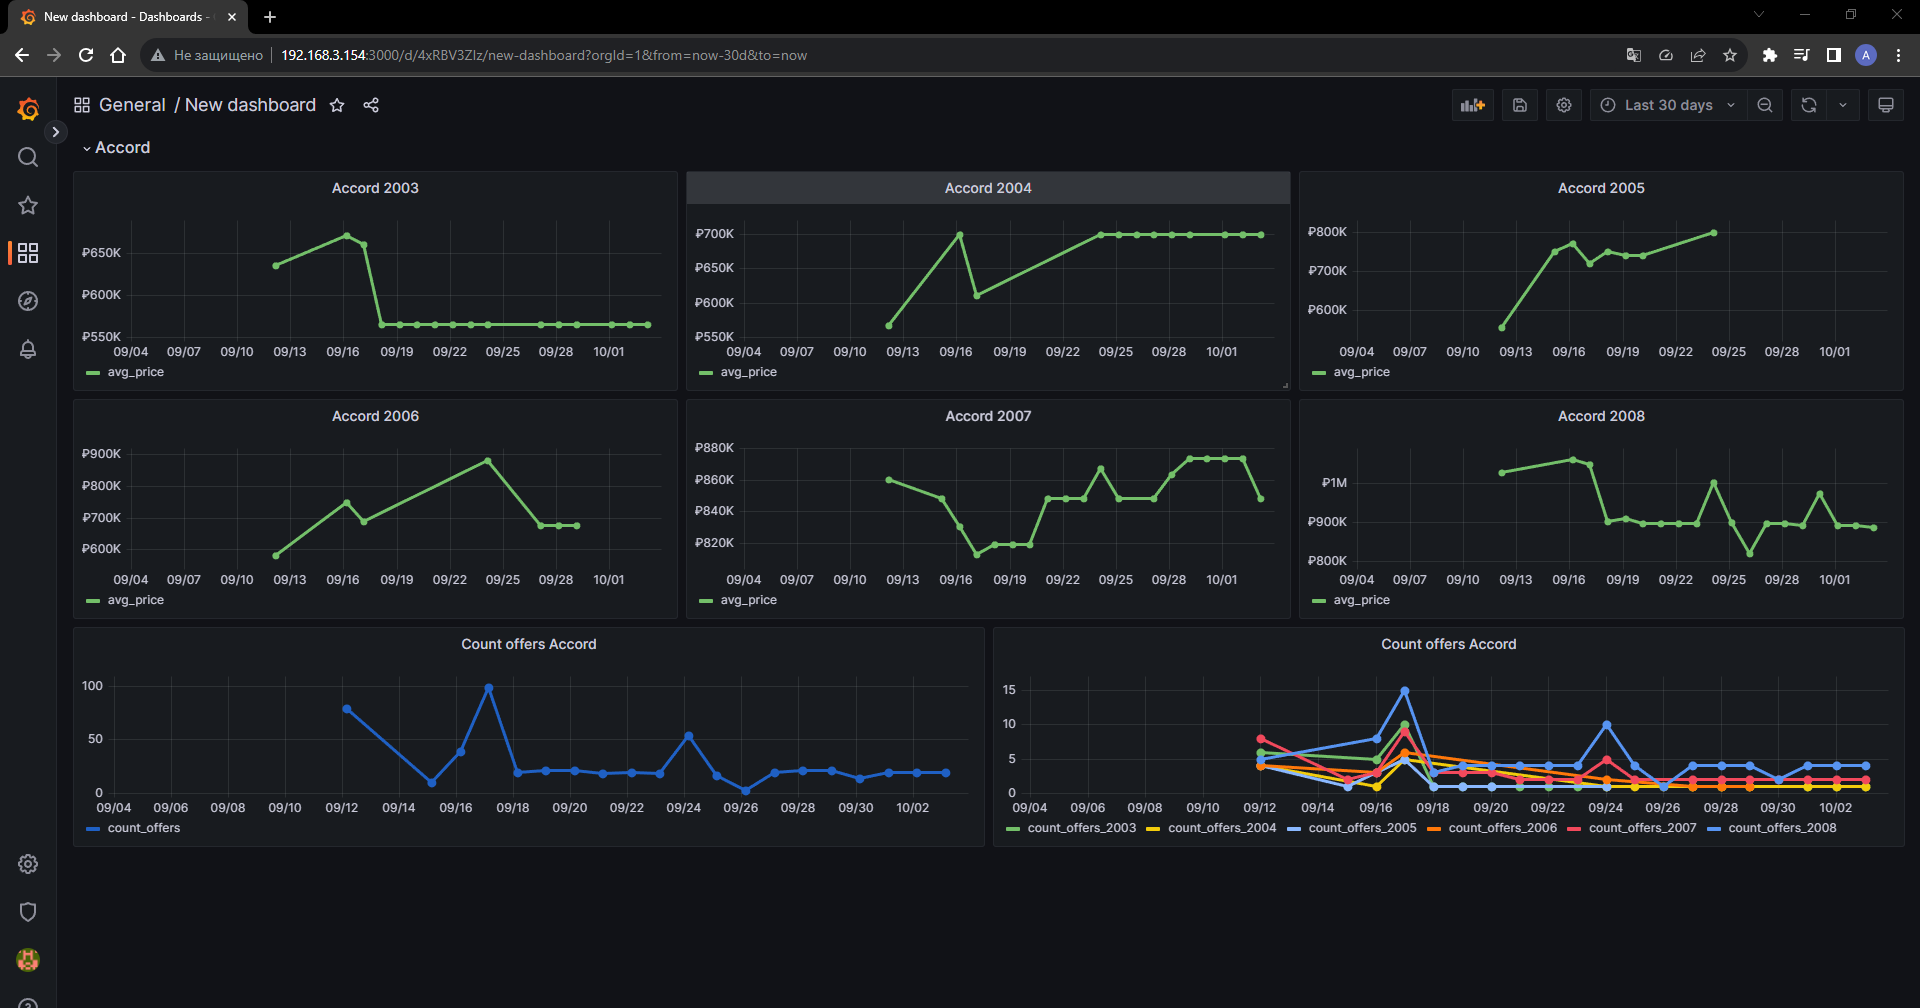 New dashboard - Dashboards -
Не защищено 192.168.3.154:3000/d/4xRBV3ZIz/new-dashboard?orgId=1&from=now-30d&to=now
A
General / New dashboard
Last 30 days
Accord
Accord 2003
₽650K
₽600K
₽550K
09/04 09/07 09/10 09/13 09/16 09/19 09/22 09/25 09/28 10/01
avg_price
Accord 2004
₽700K
₽650K
₽600K
₽550K
09/04 09/07 09/10 09/13 09/16 09/19 09/22 09/25 09/28 10/01
avg_price
Accord 2005
₽800K
₽700K
₽600K
09/04 09/07 09/10 09/13 09/16 09/19 09/22 09/25 09/28 10/01
avg_price
Accord 2006
₽900K
₽800K
₽700K
₽600K
09/04 09/07 09/10 09/13 09/16 09/19 09/22 09/25 09/28 10/01
avg_price
Accord 2007
₽880K
₽860K
₽840K
₽820K
09/04 09/07 09/10 09/13 09/16 09/19 09/22 09/25 09/28 10/01
avg_price
Accord 2008
₽1M
₽900K
₽800K
09/04 09/07 09/10 09/13 09/16 09/19 09/22 09/25 09/28 10/01
avg_price
Count offers Accord
100
50
0
09/04 09/06 09/08 09/10 09/12 09/14 09/16 09/18 09/20 09/22 09/24 09/26 09/28 09/30 10/02
count_offers
Count offers Accord
15
10
5
0
09/04 09/06 09/08 09/10 09/12 09/14 09/16 09/18 09/20 09/22 09/24 09/26 09/28 09/30 10/02
count_offers_2003 count_offers_2004 count_offers_2005 count_offers_2006 count_offers_2007 count_offers_2008